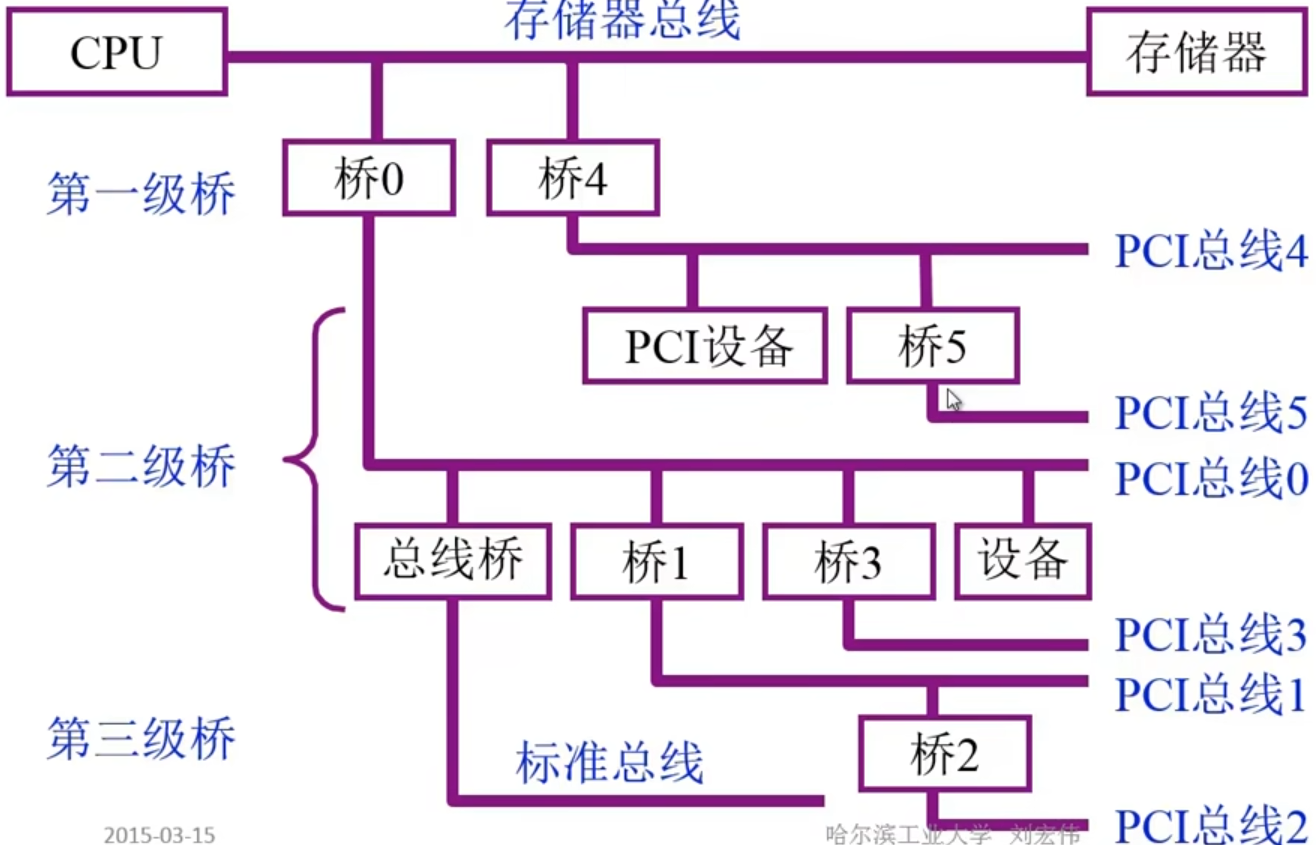 存储器总线
CPU
存储器
第一级桥
桥0
桥4
PCI总线4
PCI设备
桥5
PCI总线5
第二级桥
PCI总线0
总线桥
桥1
桥3
设备
PCI总线3
PCI总线1
第三级桥
标准总线
桥2
PCI总线2
2015-03-15
哈尔滨工业大学 刘宏伟